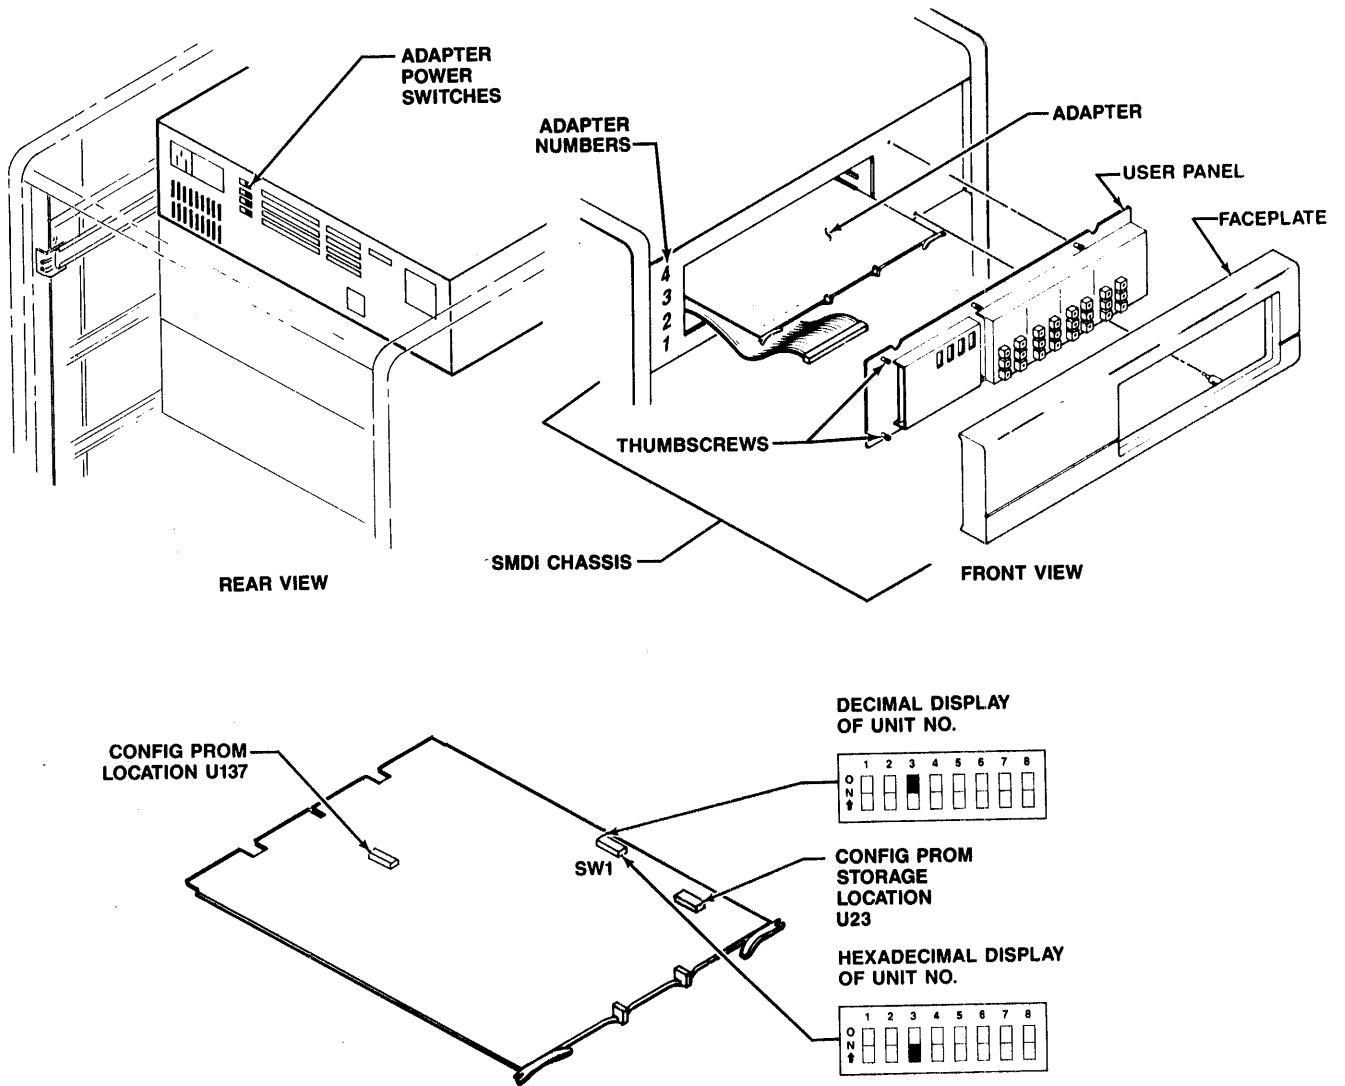 ADAPTER
POWER
SWITCHES
ADAPTER
NUMBERS
ADAPTER
USER PANEL
FACEPLATE
4
3
2
1
THUMBSCREWS
SMDI CHASSIS
REAR VIEW
FRONT VIEW
DECIMAL DISPLAY
OF UNIT NO.
1 2 3 4 5 6 7 8
O
N
CONFIG PROM
LOCATION U137
SW1
CONFIG PROM
STORAGE
LOCATION
U23
HEXADECIMAL DISPLAY
OF UNIT NO.
1 2 3 4 5 6 7 8
O
N